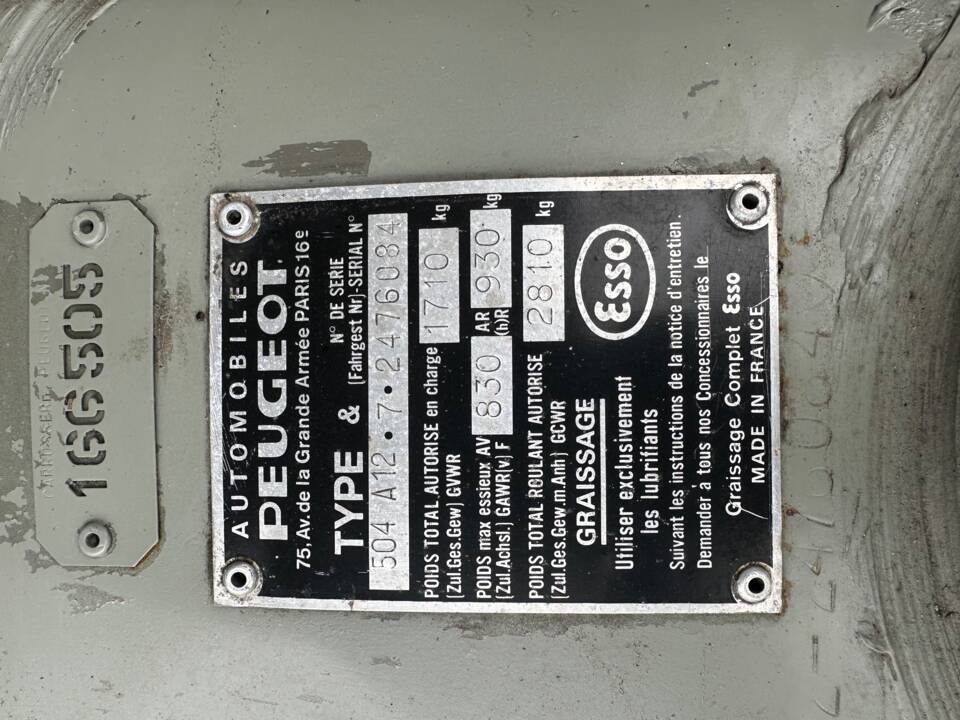 166505
AUTOMOBILES
PEUGEOT
75, Av. de la Grande Armée PARIS 16e
TYPE & N° DE SERIE
(Fahrgest Nr)-SERIAL N°
504 A12·7·2476084
POIDS TOTAL AUTORISE en charge 1710 kg
(Zul.Ges.Gew) GVWR
POIDS max essieux AV 830 AR 930 kg
(Zul.Achsl.) GAWR(v) F (h)R
POIDS TOTAL ROULANT AUTORISE 2810 kg
(Zul.Ges.Gew.m.Anh) GCWR
GRAISSAGE
Utiliser exclusivement
les lubrifiants
Esso
Suivant les instructions de la notice d'entretien.
Demander à tous nos Concessionnaires le
Graissage Complet Esso
MADE IN FRANCE